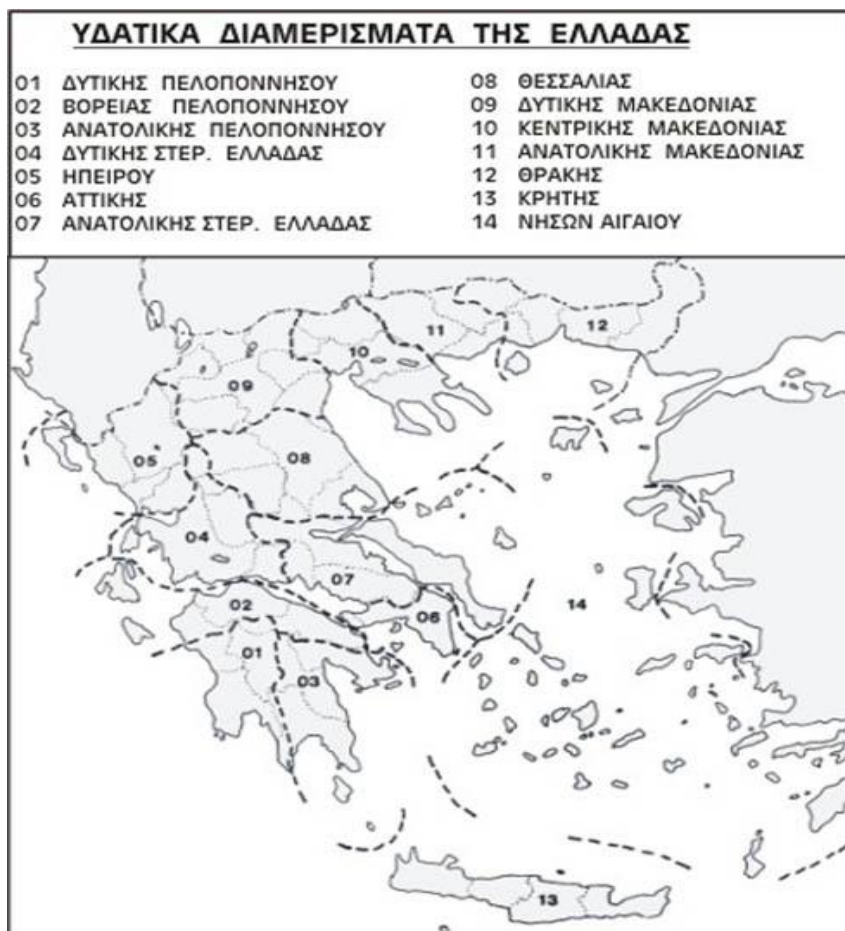 ΥΔΑΤΙΚΑ ΔΙΑΜΕΡΙΣΜΑΤΑ ΤΗΣ ΕΛΛΑΔΑΣ
01 ΔΥΤΙΚΗΣ ΠΕΛΟΠΟΝΝΗΣΟΥ
02 ΒΟΡΕΙΑΣ ΠΕΛΟΠΟΝΝΗΣΟΥ
03 ΑΝΑΤΟΛΙΚΗΣ ΠΕΛΟΠΟΝΝΗΣΟΥ
04 ΔΥΤΙΚΗΣ ΣΤΕΡ. ΕΛΛΑΔΑΣ
05 ΗΠΕΙΡΟΥ
06 ΑΤΤΙΚΗΣ
07 ΑΝΑΤΟΛΙΚΗΣ ΣΤΕΡ. ΕΛΛΑΔΑΣ
08 ΘΕΣΣΑΛΙΑΣ
09 ΔΥΤΙΚΗΣ ΜΑΚΕΔΟΝΙΑΣ
10 ΚΕΝΤΡΙΚΗΣ ΜΑΚΕΔΟΝΙΑΣ
11 ΑΝΑΤΟΛΙΚΗΣ ΜΑΚΕΔΟΝΙΑΣ
12 ΘΡΑΚΗΣ
13 ΚΡΗΤΗΣ
14 ΝΗΣΩΝ ΑΙΓΑΙΟΥ
11
12
10
09
05
08
04
07
02
06
14
01
03
13